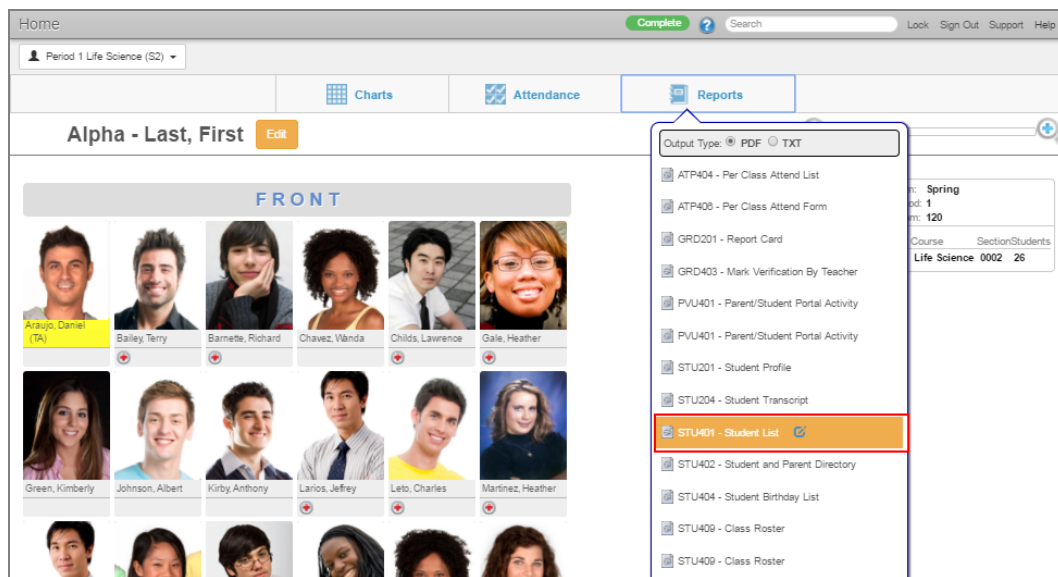 Home
Complete ? Search Lock Sign Out Support Help
Period 1 Life Science (S2)
Charts Attendance Reports
Alpha - Last, First Edit
Output Type: PDF TXT
ATP404 - Per Class Attend List
ATP406 - Per Class Attend Form
GRD201 - Report Card
GRD403 - Mark Verification By Teacher
PVU401 - Parent/Student Portal Activity
PVU401 - Parent/Student Portal Activity
STU201 - Student Profile
STU204 - Student Transcript
STU401 - Student List
STU402 - Student and Parent Directory
STU404 - Student Birthday List
STU409 - Class Roster
STU409 - Class Roster
n: Spring
od: 1
m: 120
Course Section Students
Life Science 0002 26
FRONT
Araujo, Daniel
(TA)
Bailey, Terry
Barnette, Richard
Chavez, Wanda
Childs, Lawrence
Gale, Heather
Green, Kimberly
Johnson, Albert
Kirby, Anthony
Larios, Jeffrey
Leto, Charles
Martinez, Heather